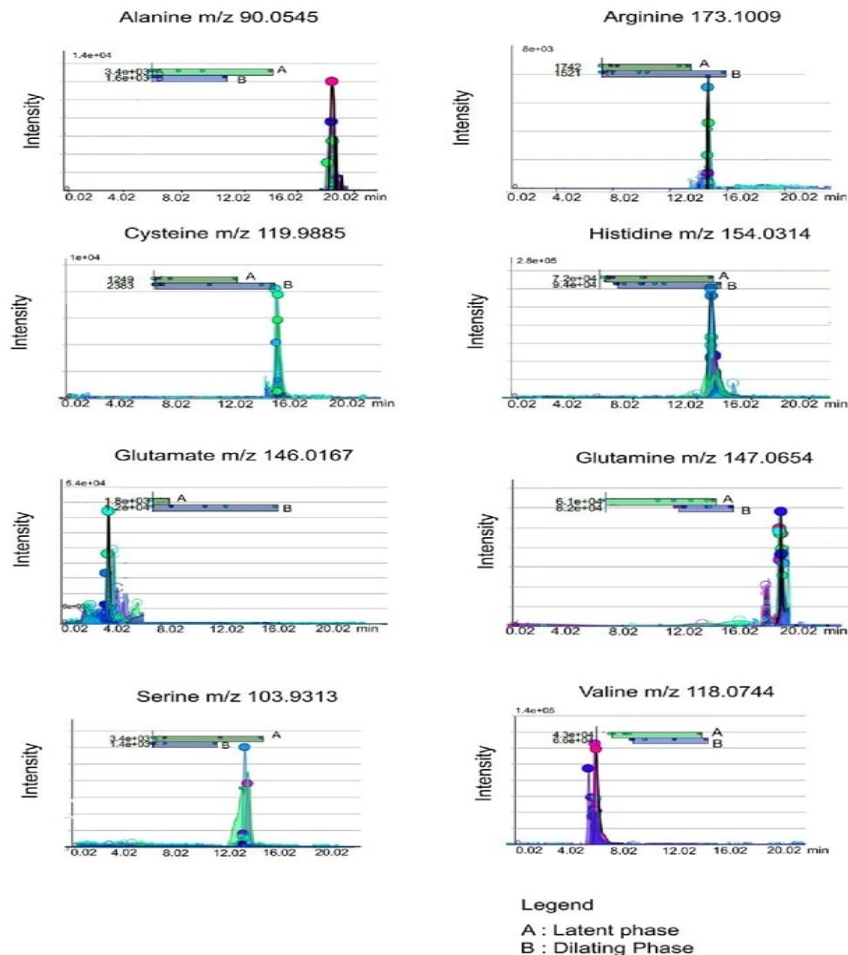 Alanine m/z 90.0545
1.4e+04
3.4e+03 A
1.6e+03 B
Intensity
0.02 4.02 8.02 12.02 16.02 20.02 min
Arginine 173.1009
8e+03
1742 A
1521 B
Intensity
0.02 4.02 8.02 12.02 16.02 20.02 min
Cysteine m/z 119.9885
1e+04
1249 A
2383 B
Intensity
0.02 4.02 8.02 12.02 16.02 20.02 min
Histidine m/z 154.0314
2.8e+05
7.2e+04 A
9.4e+04 B
Intensity
0.02 4.02 8.02 12.02 16.02 20.02 min
Glutamate m/z 146.0167
5.4e+04
1.8e+03 A
B
Intensity
0.02 4.02 8.02 12.02 16.02 20.02 min
Glutamine m/z 147.0654
6.1e+04 A
8.2e+04 B
Intensity
0.02 4.02 8.02 12.02 16.02 20.02 min
Serine m/z 103.9313
3.4e+03 A
1.4e+03 B
Intensity
0.02 4.02 8.02 12.02 16.02 20.02 min
Valine m/z 118.0744
1.4e+05
4.3e+04 A
6.6e+04 B
Intensity
0.02 4.02 8.02 12.02 16.02 20.02 min
Legend
A : Latent phase
B : Dilating Phase